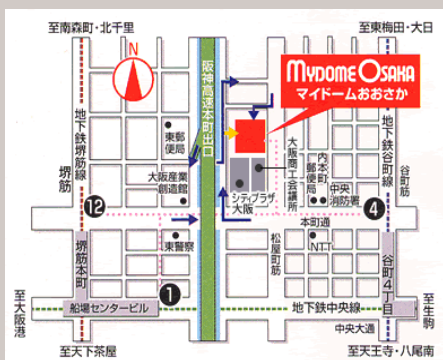 至南森町・北千里
至東梅田・大日
N
MYDOME OSAKA
マイドームおおさか
阪神高速本町出口
地下鉄堺筋線
堺筋
東郵便局
大阪産業創造館
シティプラザ大阪
大阪商工会議所
内本町郵便局
中央消防署
地下鉄谷町線
谷町筋
12
4
本町通
NTT
東警察
松屋町筋
堺筋本町
谷町4丁目
1
至大阪港
船場センタービル
地下鉄中央線
至生駒
中央大通
至天下茶屋
至天王寺・八尾南